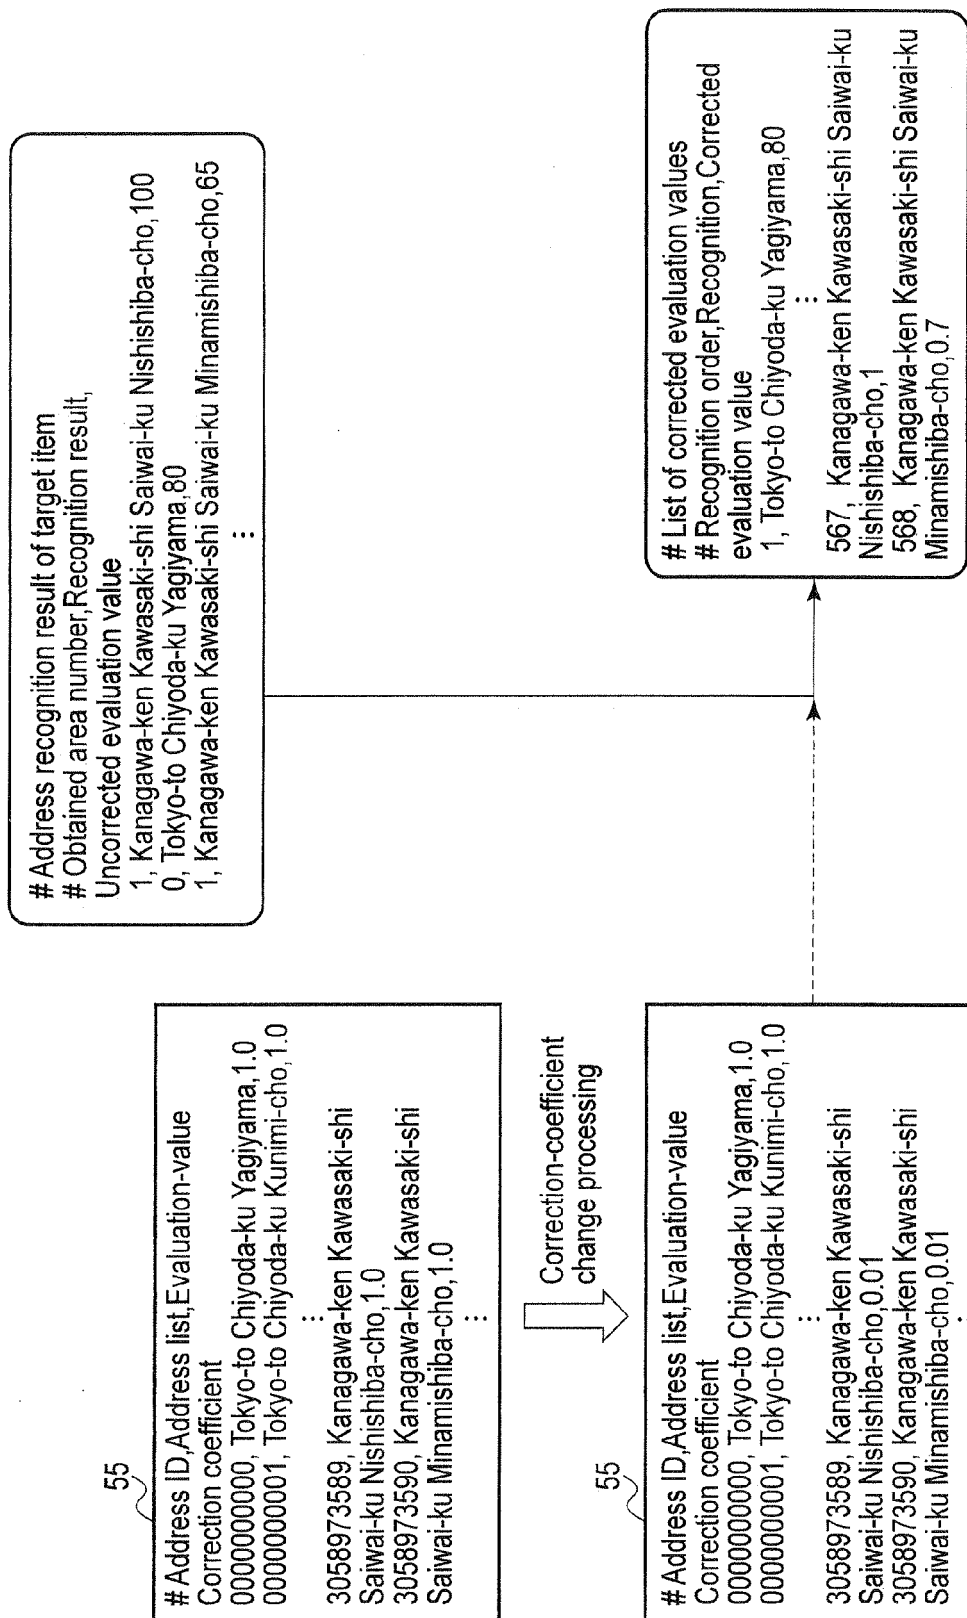 55
# Address ID,Address list,Evaluation-value
Correction coefficient
0000000000, Tokyo-to Chiyoda-ku Yagiyama,1.0
0000000001, Tokyo-to Chiyoda-ku Kunimi-cho,1.0
⋮
3058973589, Kanagawa-ken Kawasaki-shi
Saiwai-ku Nishishiba-cho,1.0
3058973590, Kanagawa-ken Kawasaki-shi
Saiwai-ku Minamishiba-cho,1.0
⋮
Correction-coefficient
change processing
55
# Address ID,Address list,Evaluation-value
Correction coefficient
0000000000, Tokyo-to Chiyoda-ku Yagiyama,1.0
0000000001, Tokyo-to Chiyoda-ku Kunimi-cho,1.0
⋮
3058973589, Kanagawa-ken Kawasaki-shi
Saiwai-ku Nishishiba-cho,0.01
3058973590, Kanagawa-ken Kawasaki-shi
Saiwai-ku Minamishiba-cho,0.01
⋮
# Address recognition result of target item
# Obtained area number,Recognition result,
Uncorrected evaluation value
1, Kanagawa-ken Kawasaki-shi Saiwai-ku Nishishiba-cho,100
0, Tokyo-to Chiyoda-ku Yagiyama,80
1, Kanagawa-ken Kawasaki-shi Saiwai-ku Minamishiba-cho,65
⋮
# List of corrected evaluation values
# Recognition order,Recognition,Corrected
evaluation value
1, Tokyo-to Chiyoda-ku Yagiyama,80
⋮
567, Kanagawa-ken Kawasaki-shi Saiwai-ku
Nishishiba-cho,1
568, Kanagawa-ken Kawasaki-shi Saiwai-ku
Minamishiba-cho,0.7